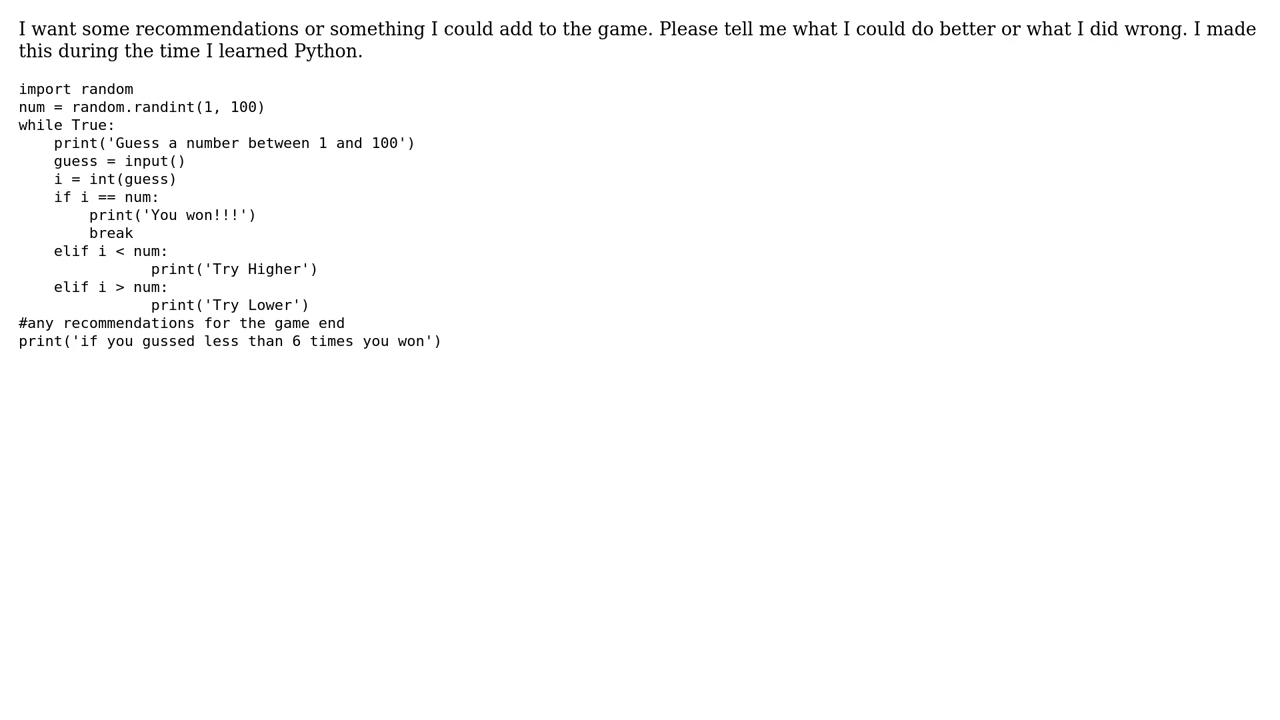 I want some recommendations or something I could add to the game. Please tell me what I could do better or what I did wrong. I made
this during the time I learned Python.
import random
num = random.randint(1, 100)
while True:
    print('Guess a number between 1 and 100')
    guess = input()
    i = int(guess)
    if i == num:
        print('You won!!!')
        break
    elif i < num:
               print('Try Higher')
    elif i > num:
               print('Try Lower')
#any recommendations for the game end
print('if you gussed less than 6 times you won')